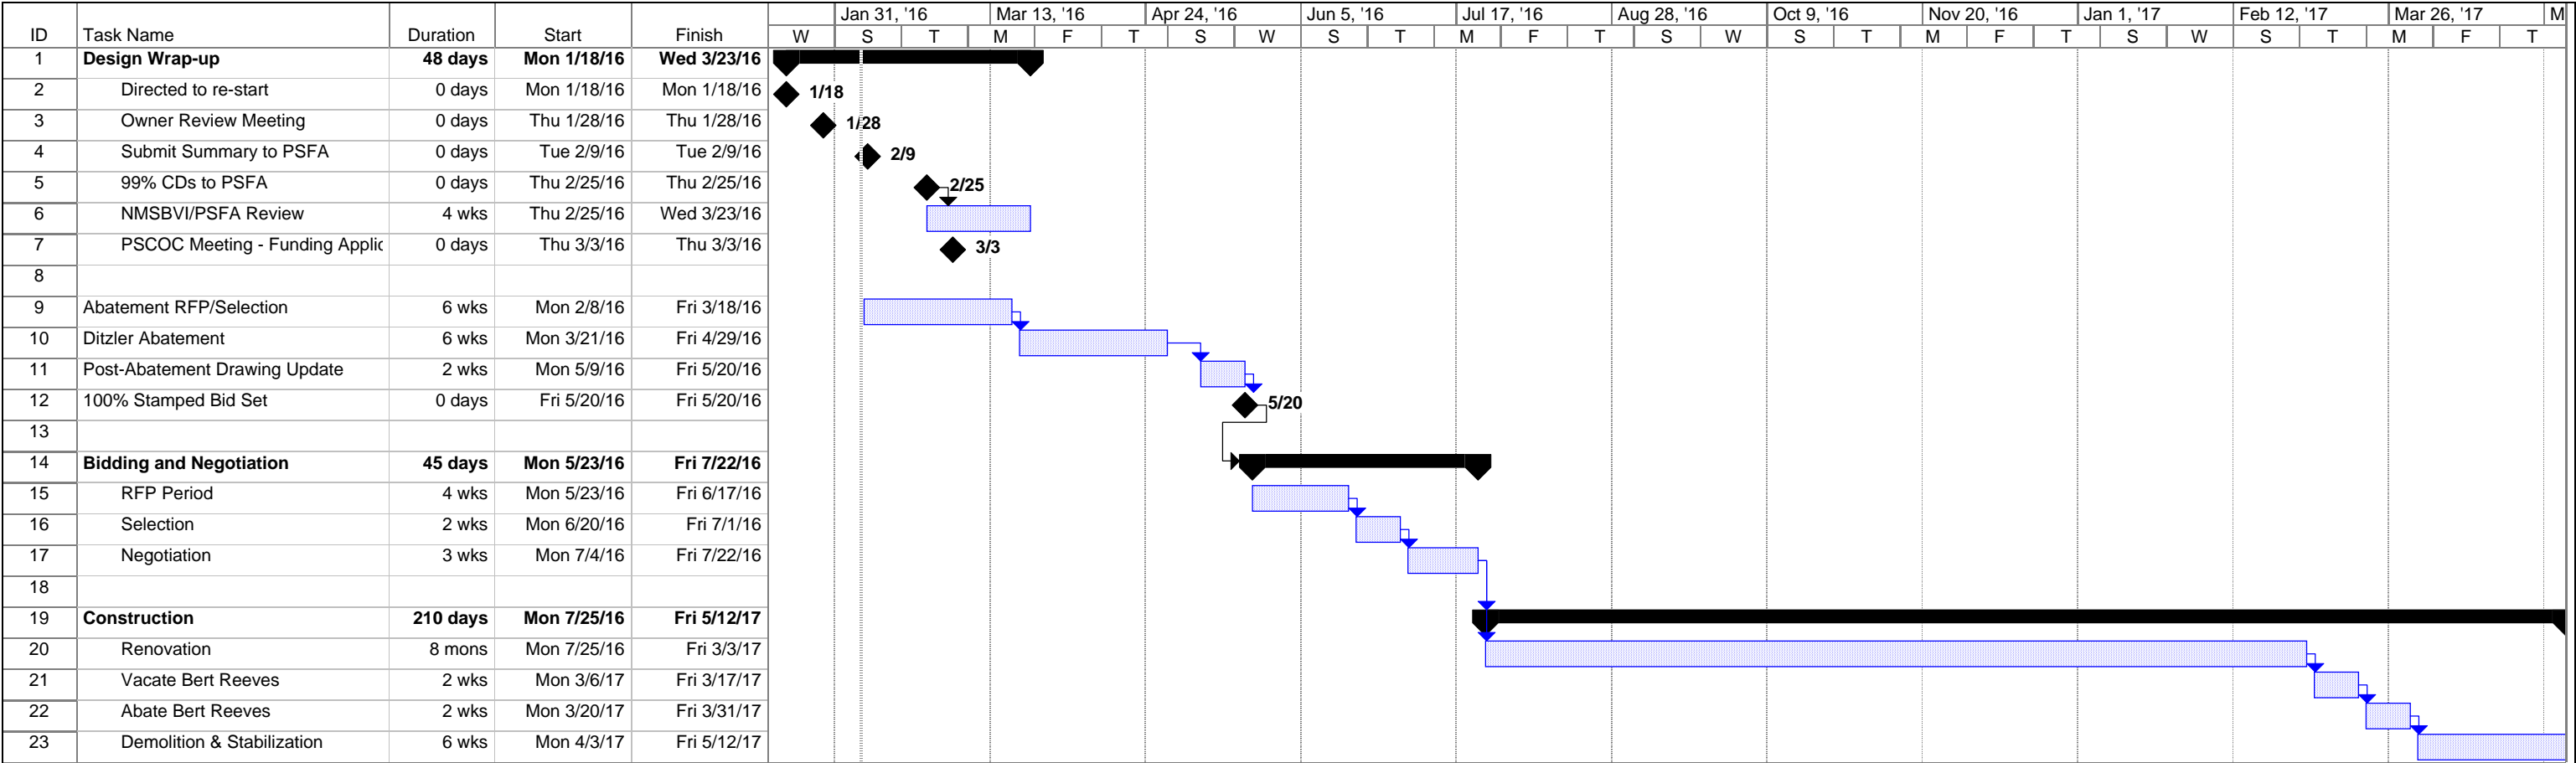 Jan 31, '16 Mar 13, '16 Apr 24, '16 Jun 5, '16 Jul 17, '16 Aug 28, '16 Oct 9, '16 Nov 20, '16 Jan 1, '17 Feb 12, '17 Mar 26, '17 M
ID Task Name Duration Start Finish W S T M F T S W S T M F T S W S T M F T S W S T M F T
1 Design Wrap-up 48 days Mon 1/18/16 Wed 3/23/16
2 Directed to re-start 0 days Mon 1/18/16 Mon 1/18/16 1/18
3 Owner Review Meeting 0 days Thu 1/28/16 Thu 1/28/16 1/28
4 Submit Summary to PSFA 0 days Tue 2/9/16 Tue 2/9/16 2/9
5 99% CDs to PSFA 0 days Thu 2/25/16 Thu 2/25/16 2/25
6 NMSBVI/PSFA Review 4 wks Thu 2/25/16 Wed 3/23/16
7 PSCOC Meeting - Funding Applic 0 days Thu 3/3/16 Thu 3/3/16 3/3
8
9 Abatement RFP/Selection 6 wks Mon 2/8/16 Fri 3/18/16
10 Ditzler Abatement 6 wks Mon 3/21/16 Fri 4/29/16
11 Post-Abatement Drawing Update 2 wks Mon 5/9/16 Fri 5/20/16
12 100% Stamped Bid Set 0 days Fri 5/20/16 Fri 5/20/16 5/20
13
14 Bidding and Negotiation 45 days Mon 5/23/16 Fri 7/22/16
15 RFP Period 4 wks Mon 5/23/16 Fri 6/17/16
16 Selection 2 wks Mon 6/20/16 Fri 7/1/16
17 Negotiation 3 wks Mon 7/4/16 Fri 7/22/16
18
19 Construction 210 days Mon 7/25/16 Fri 5/12/17
20 Renovation 8 mons Mon 7/25/16 Fri 3/3/17
21 Vacate Bert Reeves 2 wks Mon 3/6/17 Fri 3/17/17
22 Abate Bert Reeves 2 wks Mon 3/20/17 Fri 3/31/17
23 Demolition & Stabilization 6 wks Mon 4/3/17 Fri 5/12/17